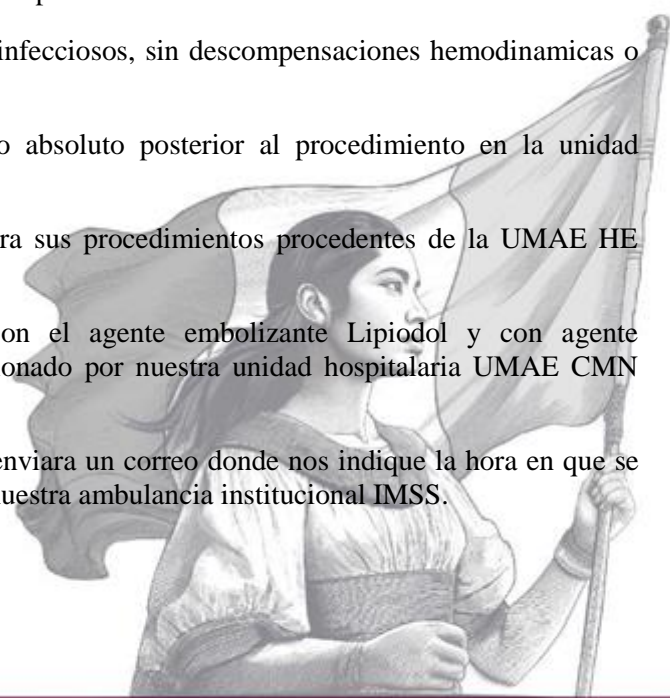 infecciosos, sin descompensaciones hemodinamicas o
o absoluto posterior al procedimiento en la unidad
ra sus procedimientos procedentes de la UMAE HE
on el agente embolizante Lipiodol y con agente
onado por nuestra unidad hospitalaria UMAE CMN
enviara un correo donde nos indique la hora en que se
nuestra ambulancia institucional IMSS.